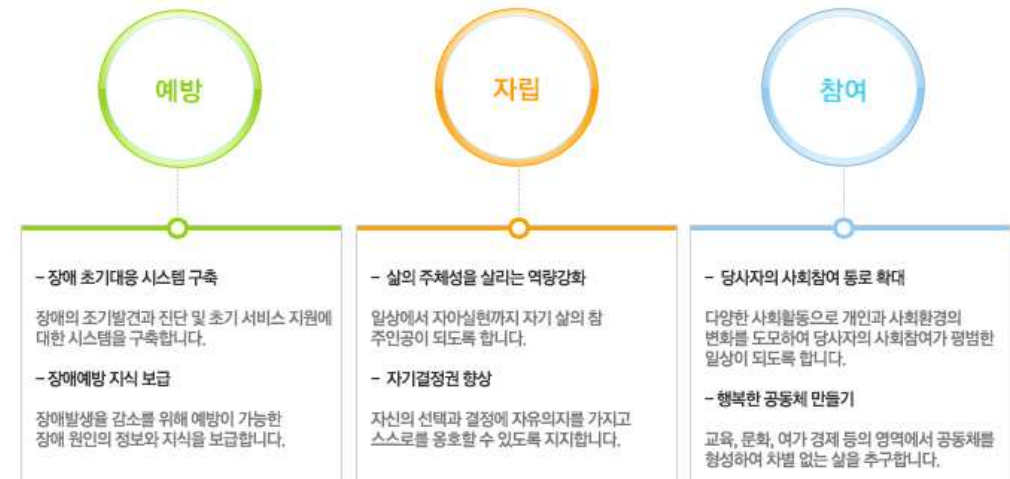 예방
자립
참여
- 장애 초기대응 시스템 구축
장애의 조기발견과 진단 및 초기 서비스 지원에
대한 시스템을 구축합니다.
- 장애예방 지식 보급
장애발생율 감소를 위해 예방이 가능한
장애 원인의 정보와 지식을 보급합니다.
- 삶의 주체성을 살리는 역량강화
일상에서 자아실현까지 자기 삶의 참
주인공이 되도록 합니다.
- 자기결정권 향상
자신의 선택과 결정에 자유의지를 가지고
스스로를 옹호할 수 있도록 지지합니다.
- 당사자의 사회참여 통로 확대
다양한 사회활동으로 개인과 사회환경의
변화를 도모하여 당사자의 사회참여가 평범한
일상이 되도록 합니다.
- 행복한 공동체 만들기
교육, 문화, 여가 경제 등의 영역에서 공동체를
형성하여 차별 없는 삶을 추구합니다.